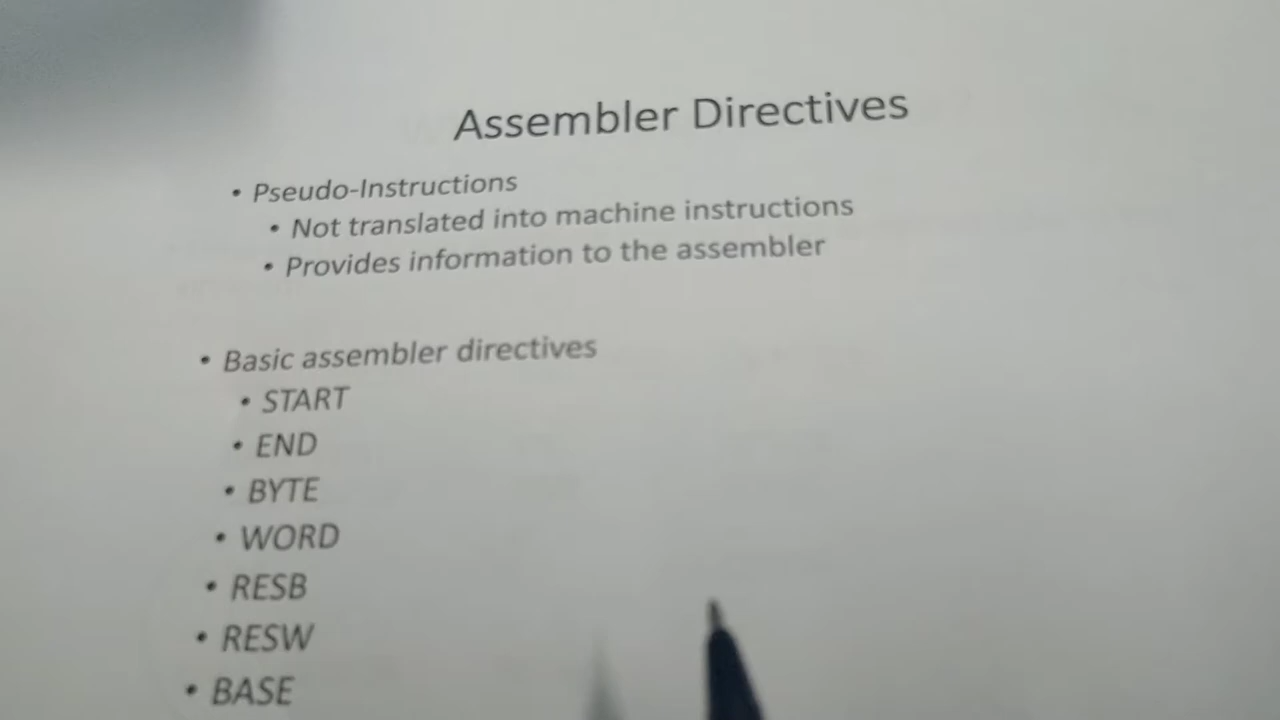 Assembler Directives
• Pseudo-Instructions
• Not translated into machine instructions
• Provides information to the assembler
• Basic assembler directives
• START
• END
• BYTE
• WORD
• RESB
• RESW
• BASE